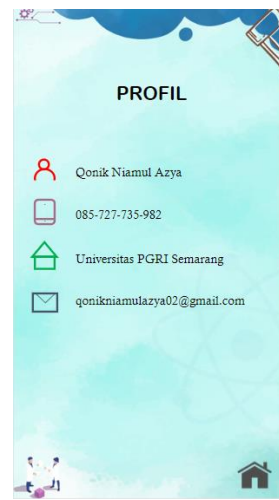 PROFIL
Qonik Niamul Azya
085-727-735-982
Universitas PGRI Semarang
qonikniamulazya02@gmail.com